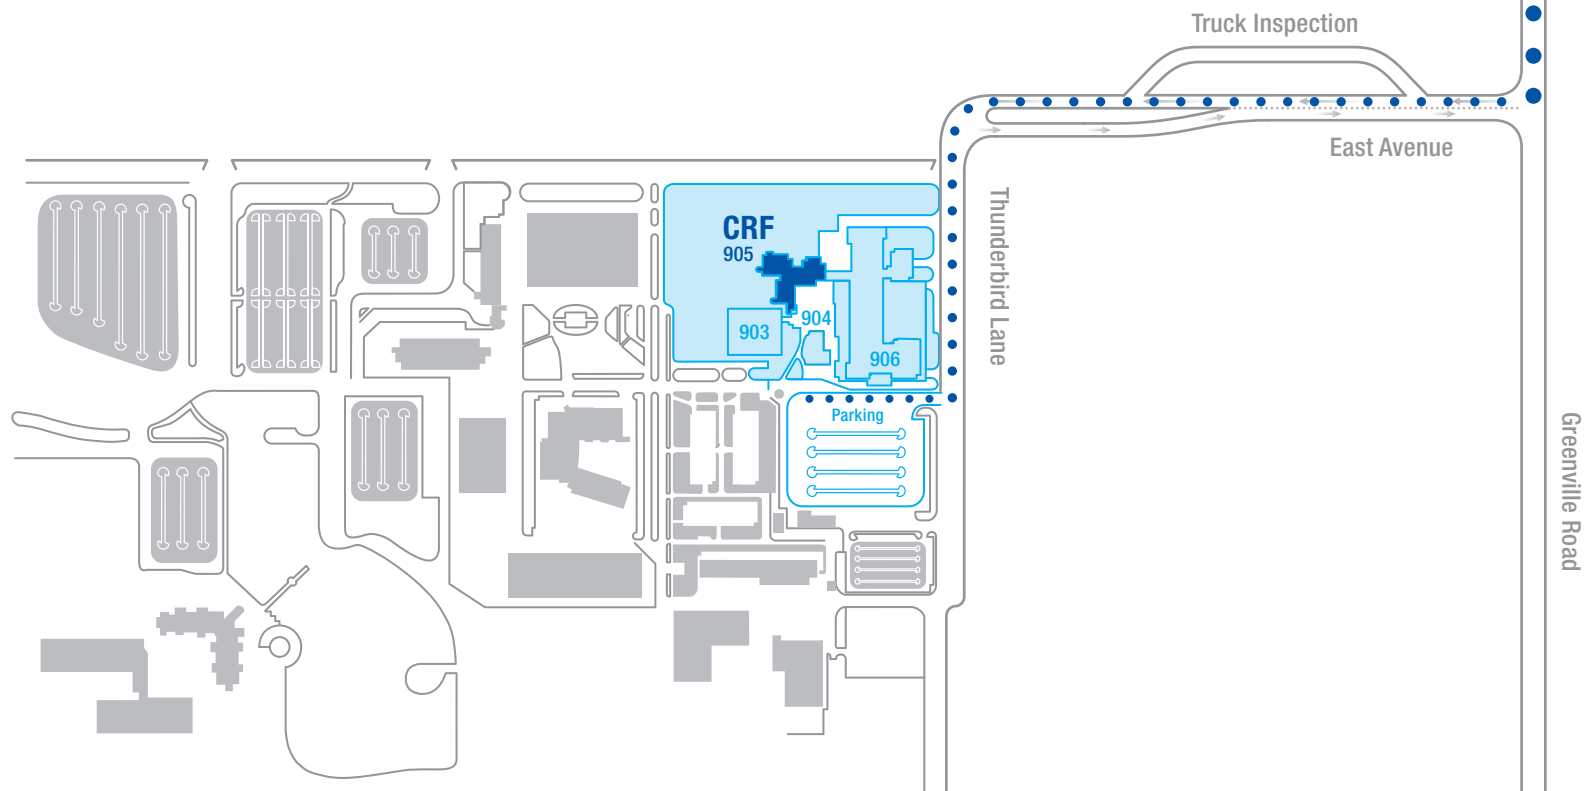 Truck Inspection
East Avenue
Thunderbird Lane
Greenville Road
CRF
905
903
904
906
Parking